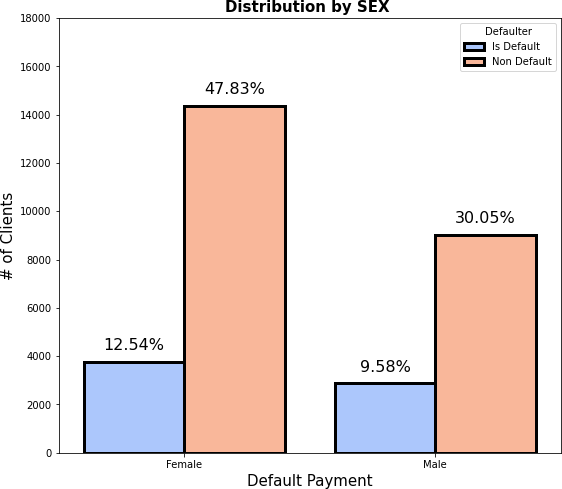 Distribution by SEX
18000
16000
14000
12000
10000
8000
6000
4000
2000
0
# of Clients
Defaulter
Is Default
Non Default
12.54%
47.83%
9.58%
30.05%
Female
Male
Default Payment